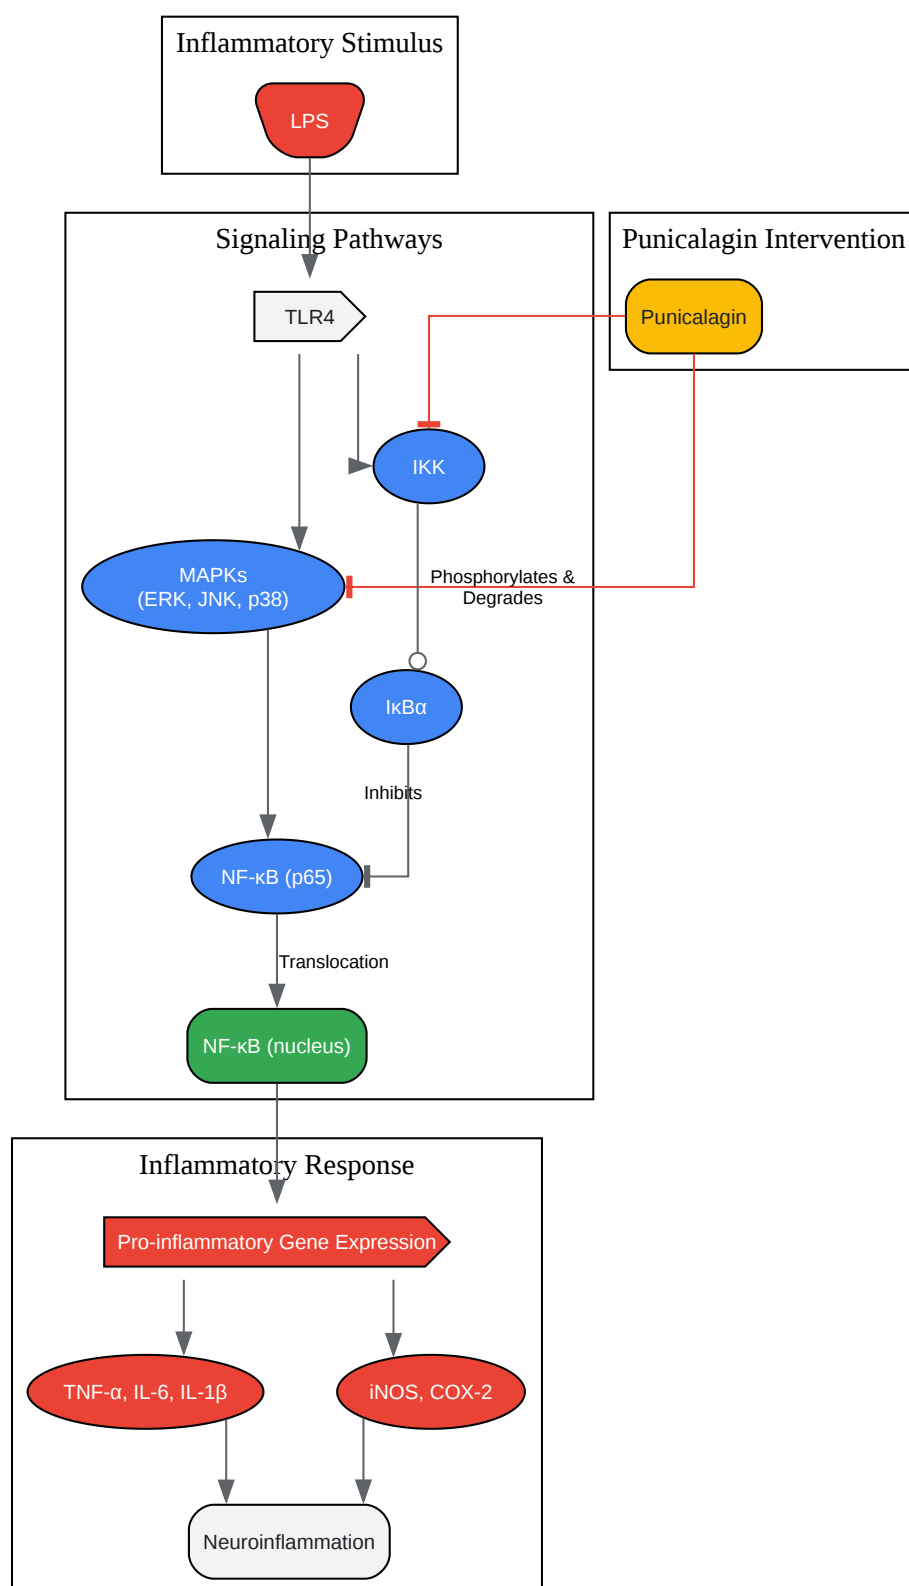 Inflammatory Stimulus
LPS
Signaling Pathways
Punicalagin Intervention
TLR4
Punicalagin
IKK
MAPKs
(ERK, JNK, p38)
Phosphorylates &
Degrades
IκBα
Inhibits
NF-κB (p65)
Translocation
NF-κB (nucleus)
Inflammatory Response
Pro-inflammatory Gene Expression
TNF-α, IL-6, IL-1β
iNOS, COX-2
Neuroinflammation